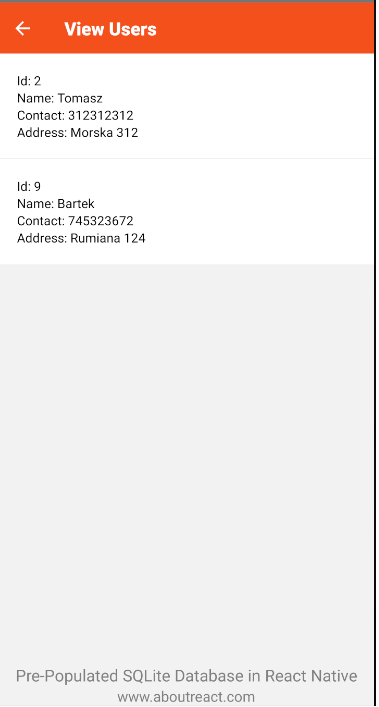 View Users
Id: 2
Name: Tomasz
Contact: 312312312
Address: Morska 312
Id: 9
Name: Bartek
Contact: 745323672
Address: Rumiana 124
Pre-Populated SQLite Database in React Native
www.aboutreact.com